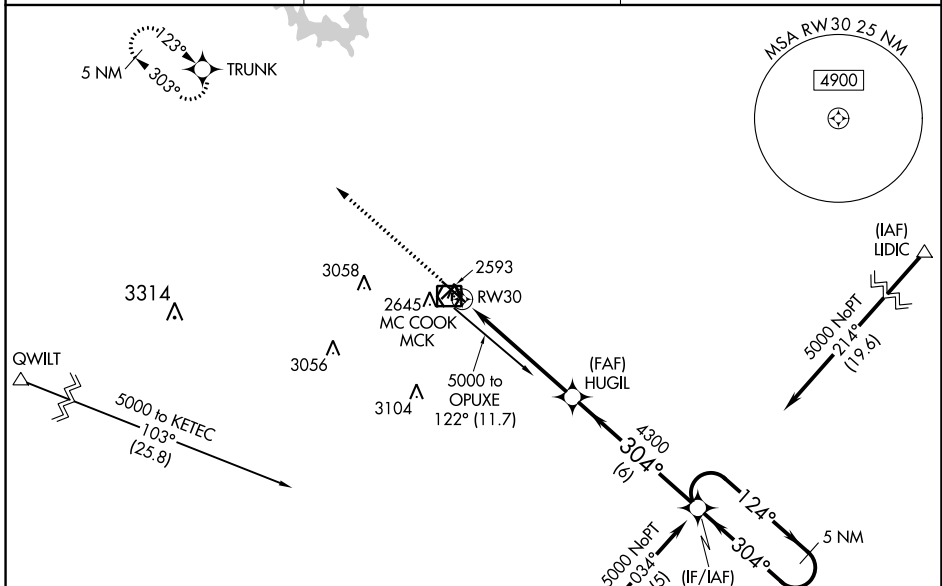 MSA RW30 25 NM
4900
123°
303°
5 NM
TRUNK
(IAF)
LIDIC
5000 NoPT
214°
(19.6)
3058
2593
3314
2645
RW30
MC COOK
MCK
3056
QWILT
5000 to KETEC
103°
(25.8)
5000 to
OPUXE
122° (11.7)
3104
(FAF)
HUGIL
4300
304°
(6)
124°
5 NM
304°
5000 NoPT
034°
(IF/IAF)